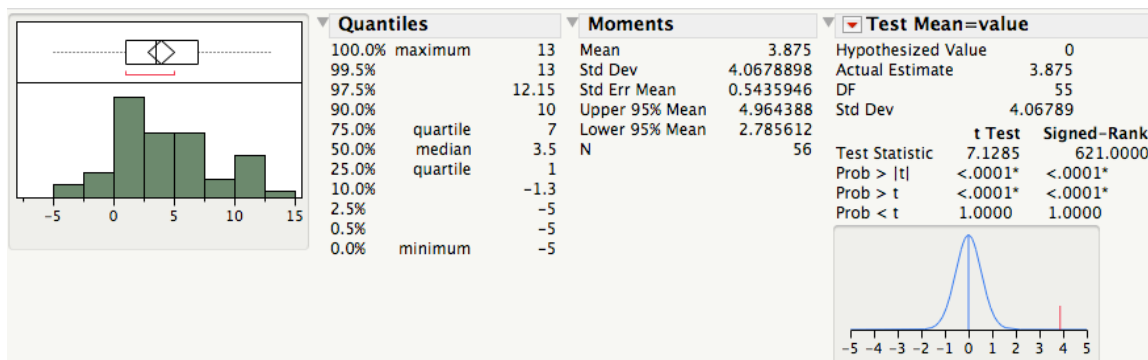 -5 0 5 10 15
Quantiles
100.0% maximum 13
99.5% 13
97.5% 12.15
90.0% 10
75.0% quartile 7
50.0% median 3.5
25.0% quartile 1
10.0% -1.3
2.5% -5
0.5% -5
0.0% minimum -5
Moments
Mean 3.875
Std Dev 4.0678898
Std Err Mean 0.5435946
Upper 95% Mean 4.964388
Lower 95% Mean 2.785612
N 56
Test Mean=value
Hypothesized Value 0
Actual Estimate 3.875
DF 55
Std Dev 4.06789
t Test Signed-Rank
Test Statistic 7.1285 621.0000
Prob > |t| <.0001* <.0001*
Prob > t <.0001* <.0001*
Prob < t 1.0000 1.0000
-5 -4 -3 -2 -1 0 1 2 3 4 5